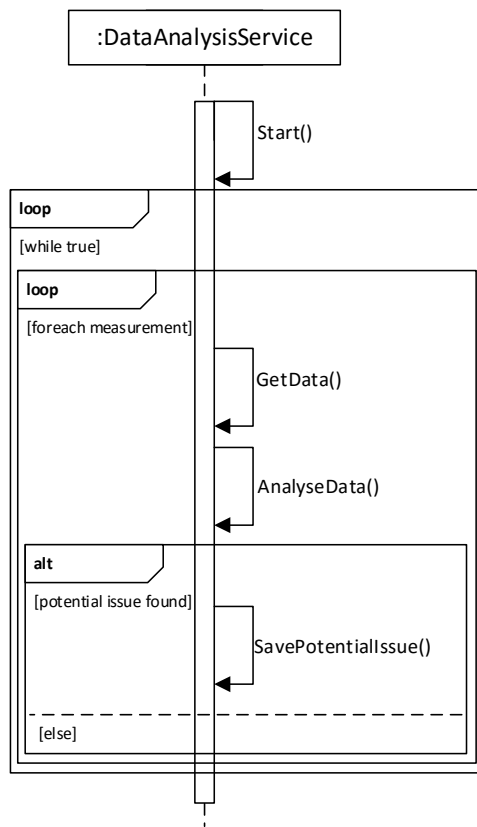 :DataAnalysisService
Start()
loop
[while true]
loop
[foreach measurement]
GetData()
AnalyseData()
alt
[potential issue found]
SavePotentialIssue()
[else]